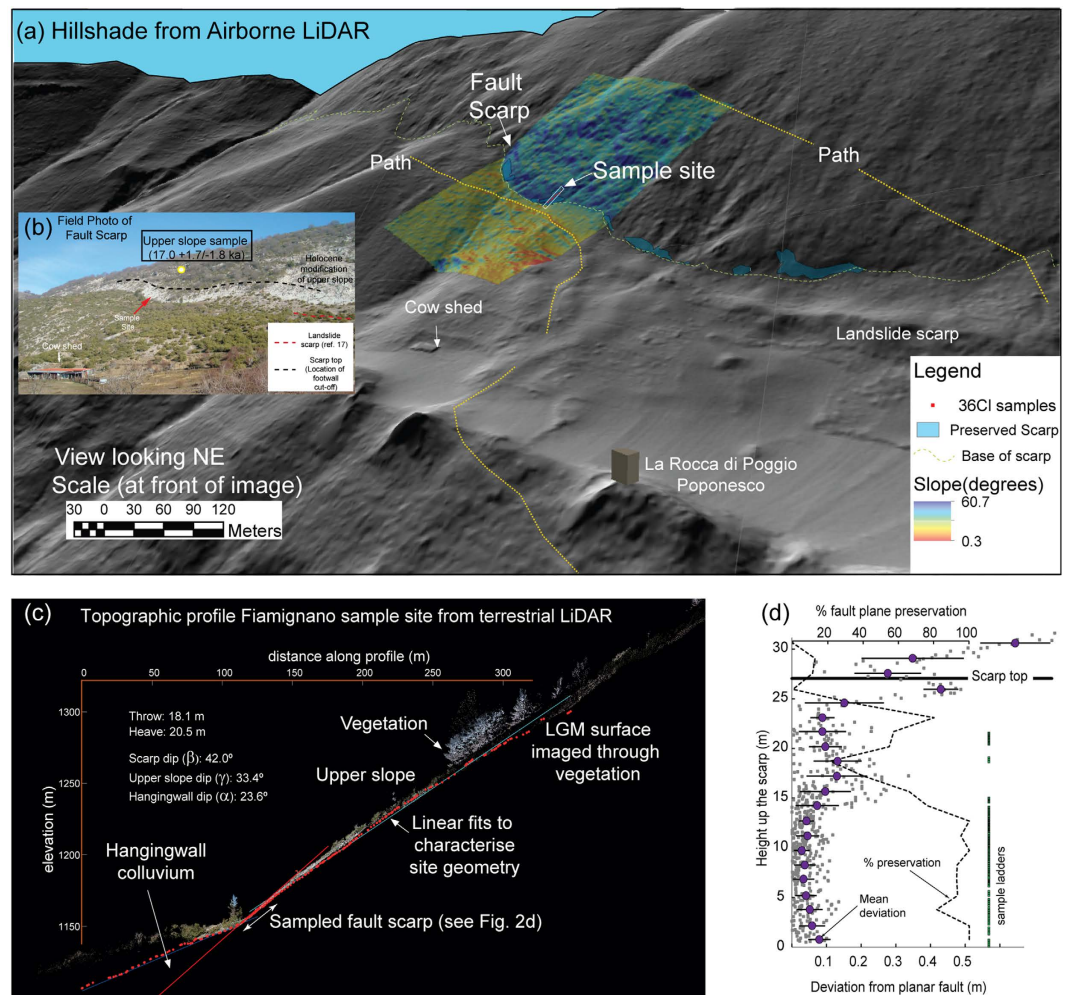 (a) Hillshade from Airborne LiDAR
Fault
Scarp
Path
Sample site
Path
(b)
Field Photo of
Fault Scarp
Upper slope sample
(17.0 +1.7/-1.8 ka)
Holocene
modification
of upper slope
Sample
Site
Cow shed
Landslide
scarp (ref. 17)
Scarp top
(Location of
footwall
cut-off)
Cow shed
Landslide scarp
La Rocca di Poggio
Poponesco
View looking NE
Scale (at front of image)
30 0 30 60 90 120
Meters
Legend
36Cl samples
Preserved Scarp
Base of scarp
Slope(degrees)
60.7
0.3
(c) Topographic profile Fiamignano sample site from terrestrial LiDAR
distance along profile (m)
0 50 100 150 200 250 300
elevation (m)
1300
1250
1200
1150
Throw: 18.1 m
Heave: 20.5 m
Scarp dip (β): 42.0º
Upper slope dip (γ): 33.4º
Hangingwall dip (α): 23.6º
Vegetation
Upper slope
LGM surface
imaged through
vegetation
Linear fits to
characterise
site geometry
Hangingwall
colluvium
Sampled fault scarp (see Fig. 2d)
(d)
% fault plane preservation
20 40 60 80 100
Scarp top
Height up the scarp (m)
30
25
20
15
10
5
0
% preservation
Mean
deviation
sample ladders
0.1 0.2 0.3 0.4 0.5
Deviation from planar fault (m)